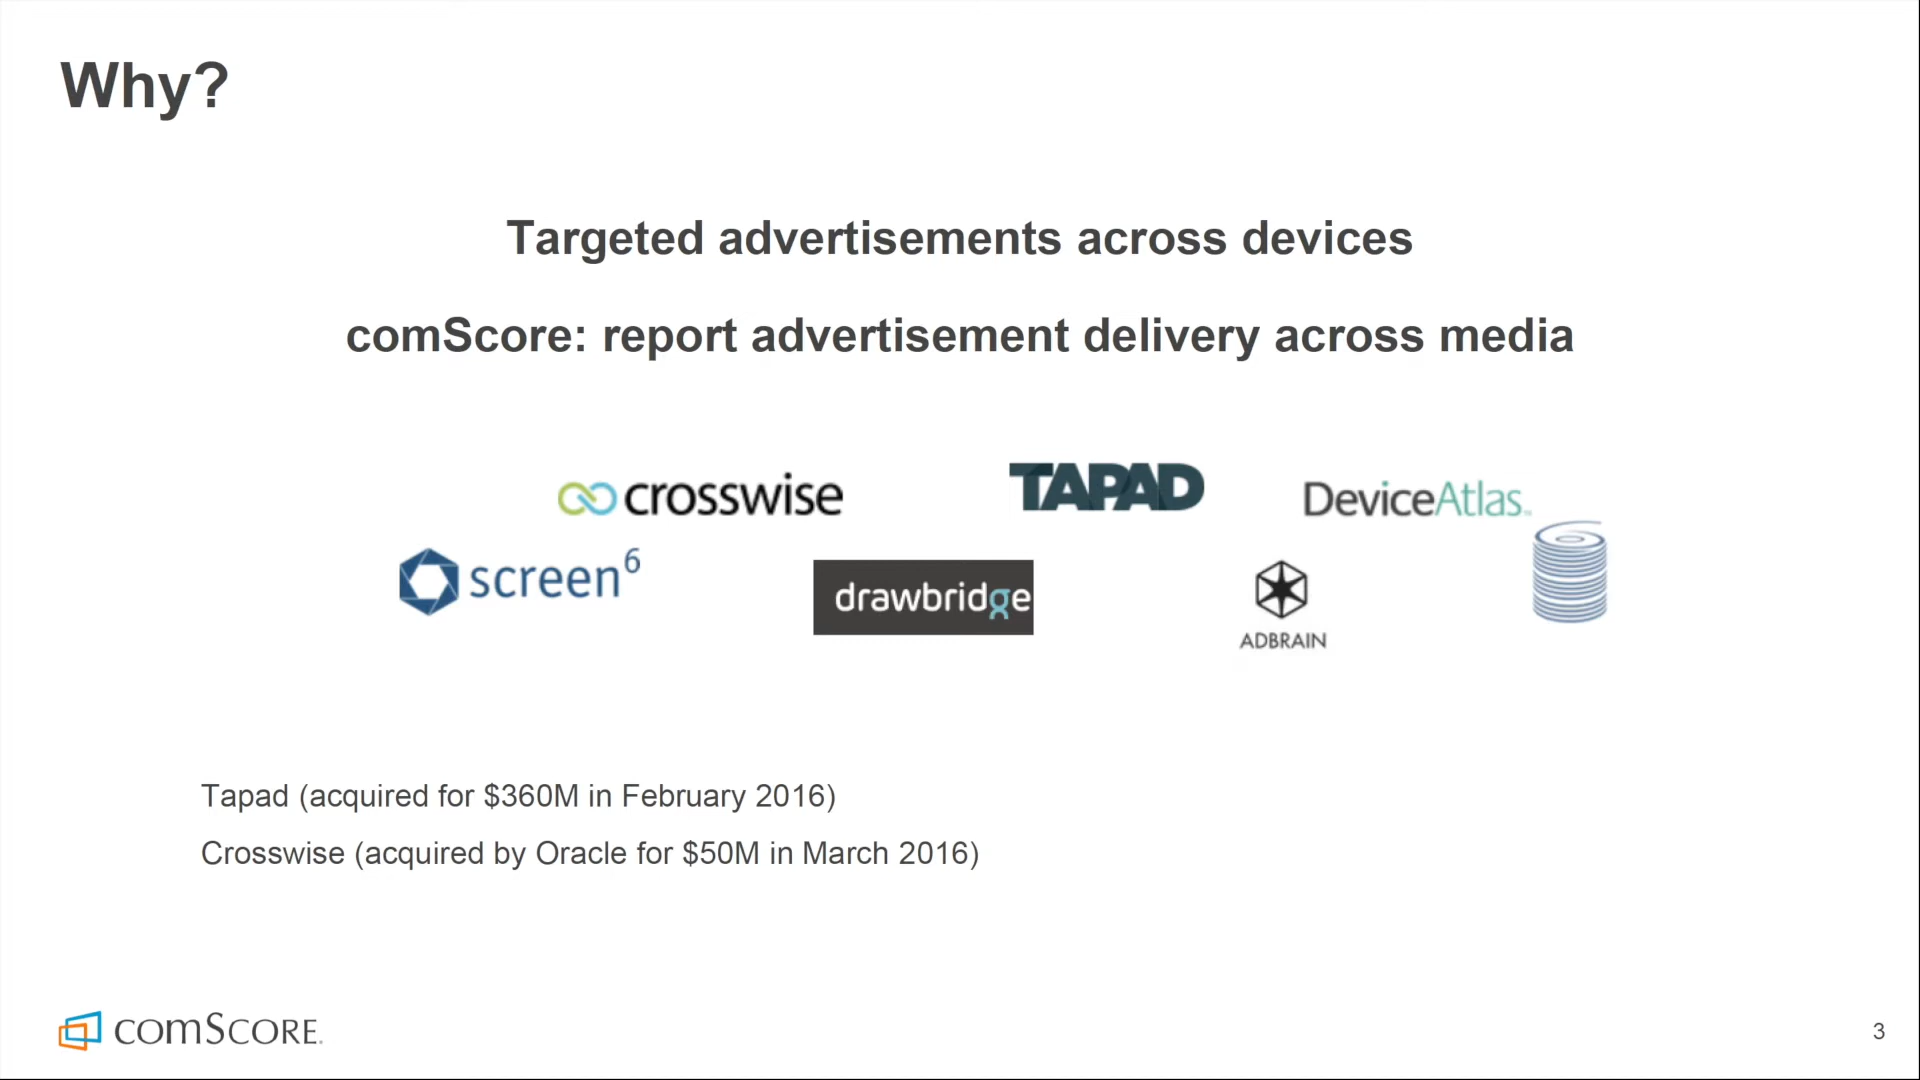 Why?
Targeted advertisements across devices
comScore: report advertisement delivery across media
crosswise
TAPAD
DeviceAtlas
screen6
drawbridge
ADBRAIN
Tapad (acquired for $360M in February 2016)
Crosswise (acquired by Oracle for $50M in March 2016)
comScore.
3